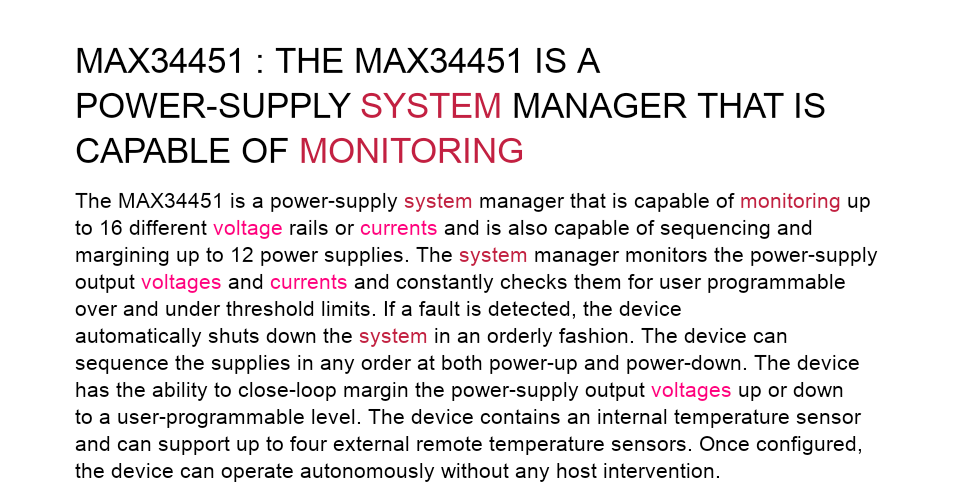 MAX34451 : THE MAX34451 IS A
POWER-SUPPLY SYSTEM MANAGER THAT IS
CAPABLE OF MONITORING
The MAX34451 is a power-supply system manager that is capable of monitoring up
to 16 different voltage rails or currents and is also capable of sequencing and
margining up to 12 power supplies. The system manager monitors the power-supply
output voltages and currents and constantly checks them for user programmable
over and under threshold limits. If a fault is detected, the device
automatically shuts down the system in an orderly fashion. The device can
sequence the supplies in any order at both power-up and power-down. The device
has the ability to close-loop margin the power-supply output voltages up or down
to a user-programmable level. The device contains an internal temperature sensor
and can support up to four external remote temperature sensors. Once configured,
the device can operate autonomously without any host intervention.